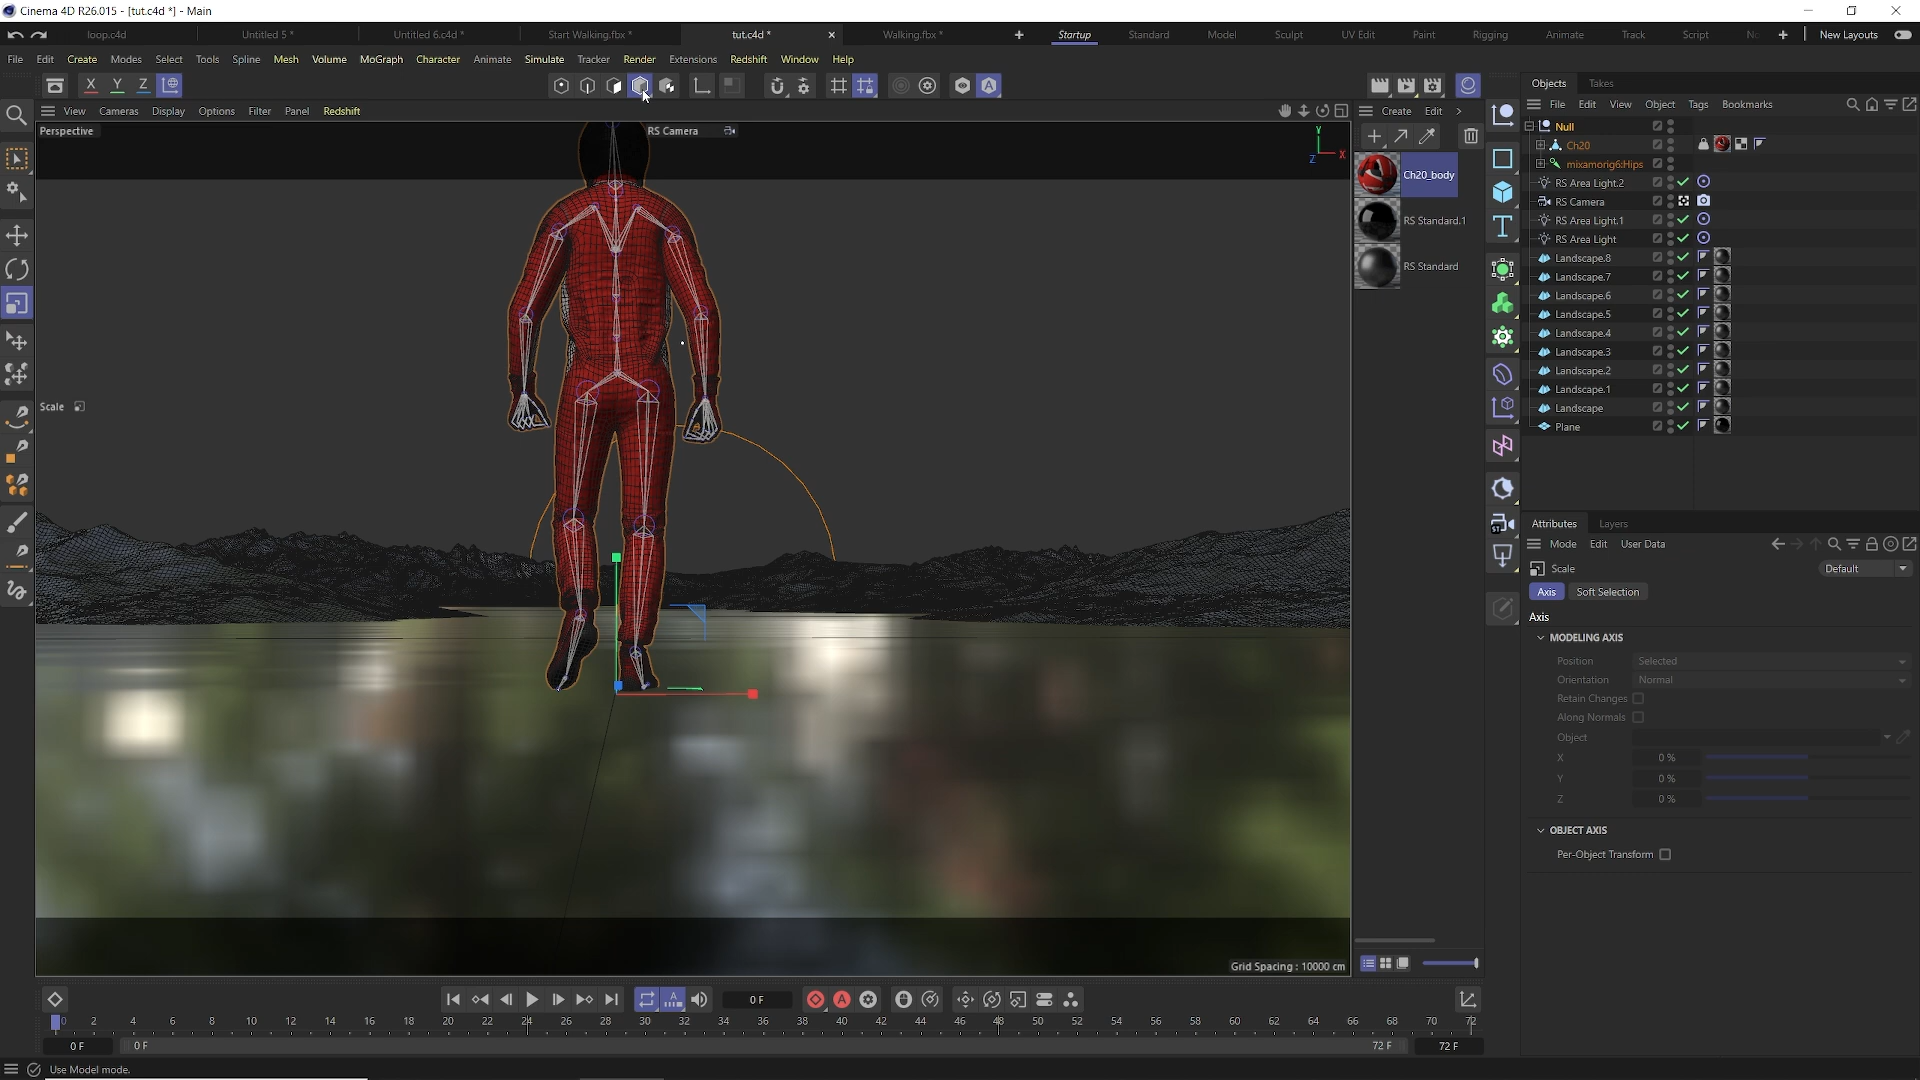 Cinema 4D R26.015 - [tut.c4d *] - Main
loop.c4d
Untitled 5 *
Untitled 6.c4d *
Start Walking.fbx *
tut.c4d *
Walking.fbx *
Startup
Standard
Model
Sculpt
UV Edit
Paint
Rigging
Animate
Track
Script
New Layouts
File Edit Create Modes Select Tools Spline Mesh Volume MoGraph Character Animate Simulate Tracker Render Extensions Redshift Window Help
X Y Z
A
Objects Takes
View Cameras Display Options Filter Panel Redshift
Create Edit
File Edit View Object Tags Bookmarks
Perspective
RS Camera
Y
X
Z
Null
Ch20
mixamorig6:Hips
RS Area Light.2
RS Camera
RS Area Light.1
RS Area Light
Landscape.8
Landscape.7
Landscape.6
Landscape.5
Landscape.4
Landscape.3
Landscape.2
Landscape.1
Landscape
Plane
Ch20_body
RS Standard.1
RS Standard
T
Scale
ST
Attributes Layers
Mode Edit User Data
Scale
Default
Axis Soft Selection
Axis
MODELING AXIS
Position Selected
Orientation Normal
Retain Changes
Along Normals
Object
X 0 %
Y 0 %
Z 0 %
OBJECT AXIS
Per-Object Transform
Grid Spacing : 10000 cm
A
0 F
A
0 2 4 6 8 10 12 14 16 18 20 22 24 26 28 30 32 34 36 38 40 42 44 46 48 50 52 54 56 58 60 62 64 66 68 70 72
0 F
0 F
72 F
72 F
Use Model mode.